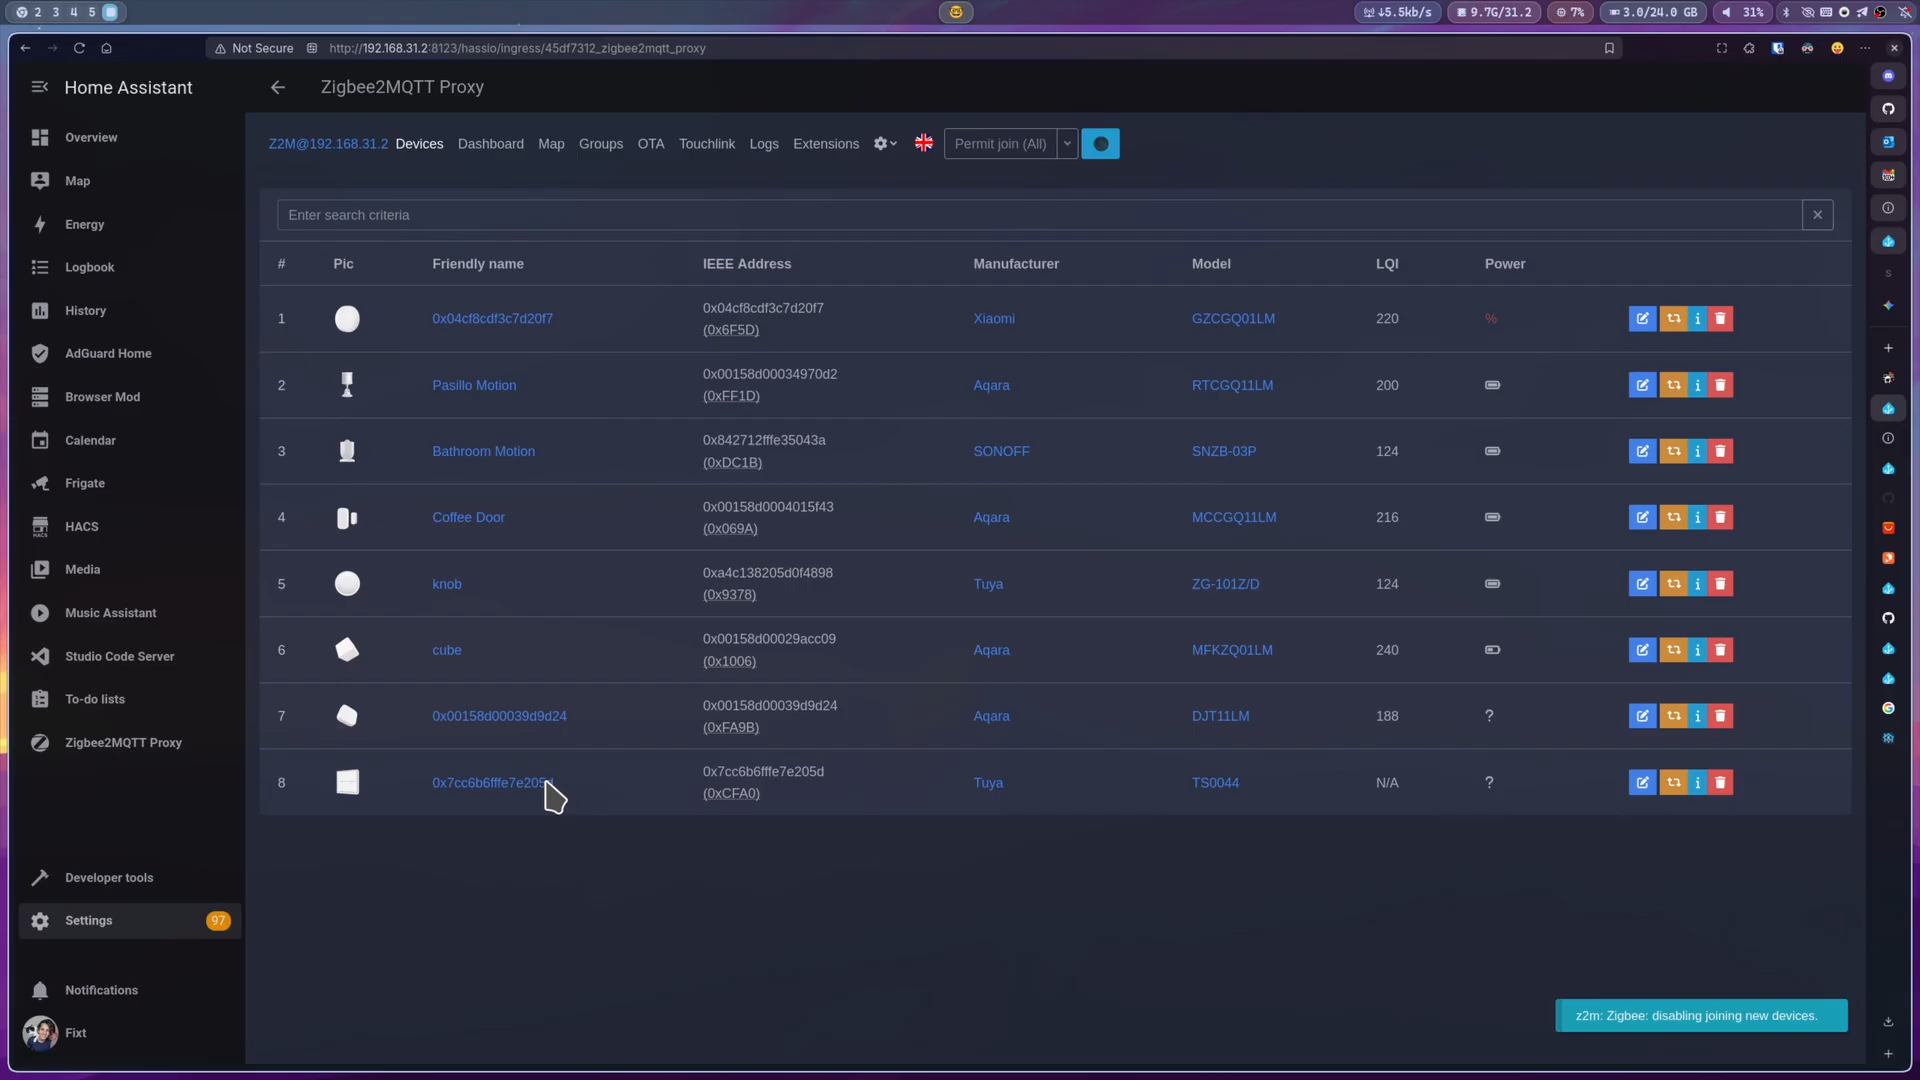 2 3 4 5
↓5.5kb/s
9.7G/31.2
7%
3.0/24.0 GB
31%
Not Secure
http://192.168.31.2:8123/hassio/ingress/45df7312_zigbee2mqtt_proxy
Home Assistant
Zigbee2MQTT Proxy
Overview
Map
Energy
Logbook
History
AdGuard Home
Browser Mod
Calendar
Frigate
HACS
HACS
Media
Music Assistant
Studio Code Server
To-do lists
Zigbee2MQTT Proxy
Developer tools
Settings 97
Notifications
Fixt
Z2M@192.168.31.2 Devices Dashboard Map Groups OTA Touchlink Logs Extensions Permit join (All)
Enter search criteria
# Pic Friendly name IEEE Address Manufacturer Model LQI Power
1 0x04cf8cdf3c7d20f7 0x04cf8cdf3c7d20f7 Xiaomi GZCGQ01LM 220 %
(0x6F5D)
2 Pasillo Motion 0x00158d00034970d2 Aqara RTCGQ11LM 200
(0xFF1D)
3 Bathroom Motion 0x842712fffe35043a SONOFF SNZB-03P 124
(0xDC1B)
4 Coffee Door 0x00158d0004015f43 Aqara MCCGQ11LM 216
(0x069A)
5 knob 0xa4c138205d0f4898 Tuya ZG-101Z/D 124
(0x9378)
6 cube 0x00158d00029acc09 Aqara MFKZQ01LM 240
(0x1006)
7 0x00158d00039d9d24 0x00158d00039d9d24 Aqara DJT11LM 188 ?
(0xFA9B)
8 0x7cc6b6fffe7e205d 0x7cc6b6fffe7e205d Tuya TS0044 N/A ?
(0xCFA0)
z2m: Zigbee: disabling joining new devices.
S